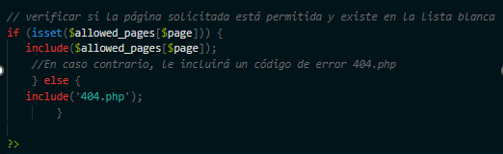 // verificar si la página solicitada está permitida y existe en la lista blanca
if (isset($allowed_pages[$page])) {
include($allowed_pages[$page]);
//En caso contrario, le incluirá un código de error 404.php
} else {
include('404.php');
}
?>